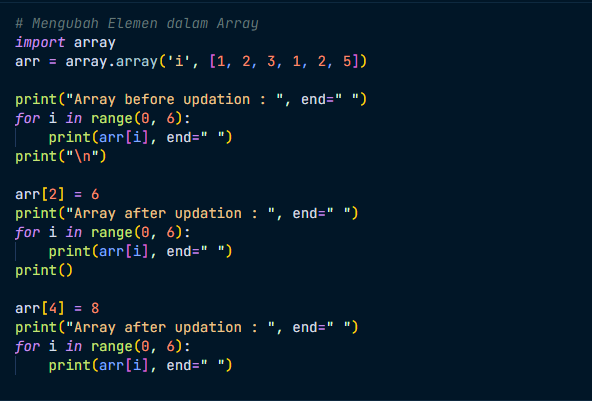 # Mengubah Elemen dalam Array
import array
arr = array.array('i', [1, 2, 3, 1, 2, 5])

print("Array before updation : ", end=" ")
for i in range(0, 6):
    print(arr[i], end=" ")
print("\n")

arr[2] = 6
print("Array after updation : ", end=" ")
for i in range(0, 6):
    print(arr[i], end=" ")
print()

arr[4] = 8
print("Array after updation : ", end=" ")
for i in range(0, 6):
    print(arr[i], end=" ")